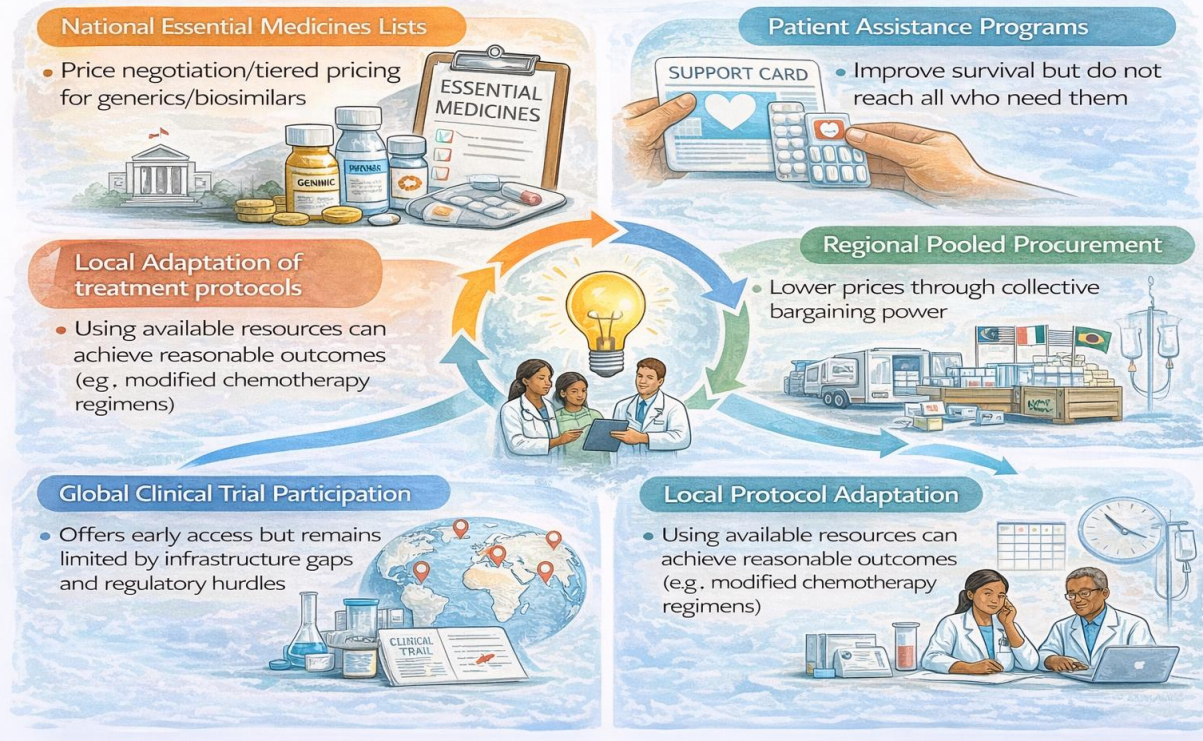 National Essential Medicines Lists
• Price negotiation/tiered pricing
for generics/biosimilars
ESSENTIAL
MEDICINES
GENMIC
Patient Assistance Programs
SUPPORT CARD
• Improve survival but do not
reach all who need them
Local Adaptation of
treatment protocols
• Using available resources can
achieve reasonable outcomes
(eg, modified chemotherapy
regimens)
Regional Pooled Procurement
• Lower prices through collective
bargaining power
Global Clinical Trial Participation
• Offers early access but remains
limited by infrastructure gaps
and regulatory hurdles
CLINICAL
TRAIL
Local Protocol Adaptation
• Using available resources can
achieve reasonable outcomes
(e.g., modified chemotherapy
regimens)